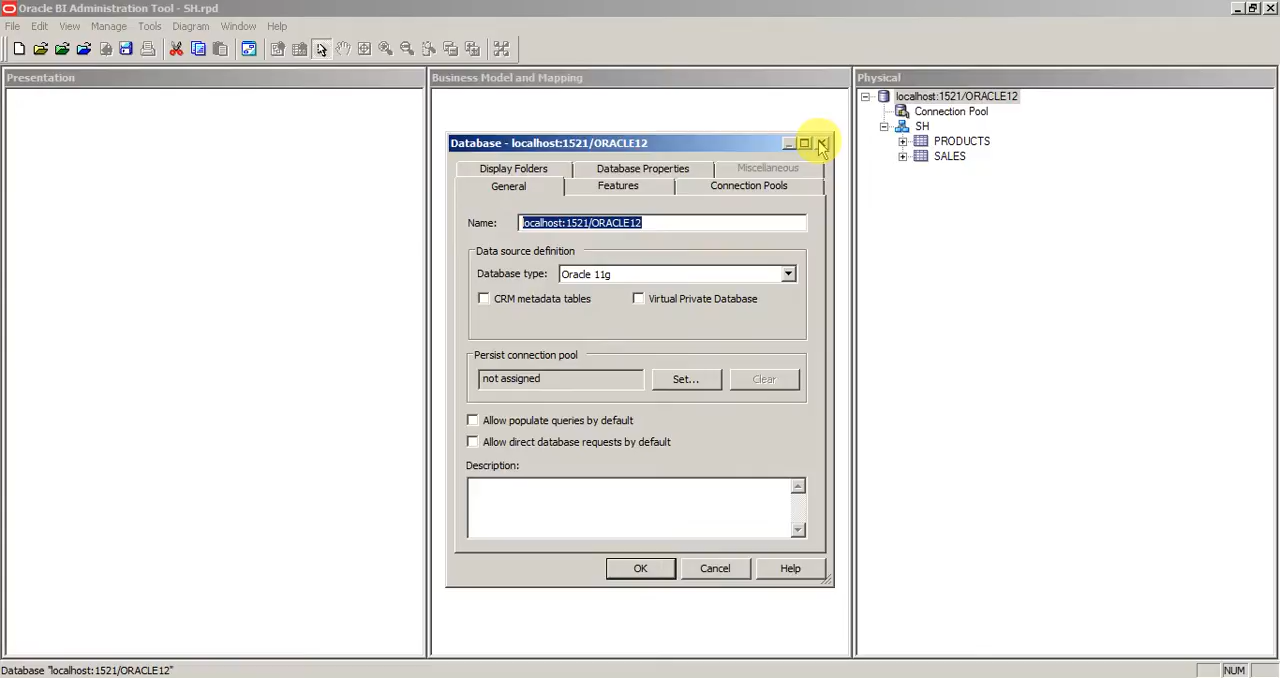 Oracle BI Administration Tool - SH.rpd
File Edit View Manage Tools Diagram Window Help
Presentation
Business Model and Mapping
Physical
localhost:1521/ORACLE12
Connection Pool
SH
PRODUCTS
SALES
Database - localhost:1521/ORACLE12
Display Folders Database Properties Miscellaneous
General Features Connection Pools
Name: localhost:1521/ORACLE12
Data source definition
Database type: Oracle 11g
CRM metadata tables Virtual Private Database
Persist connection pool
not assigned Set... Clear
Allow populate queries by default
Allow direct database requests by default
Description:
OK Cancel Help
Database "localhost:1521/ORACLE12"
NUM